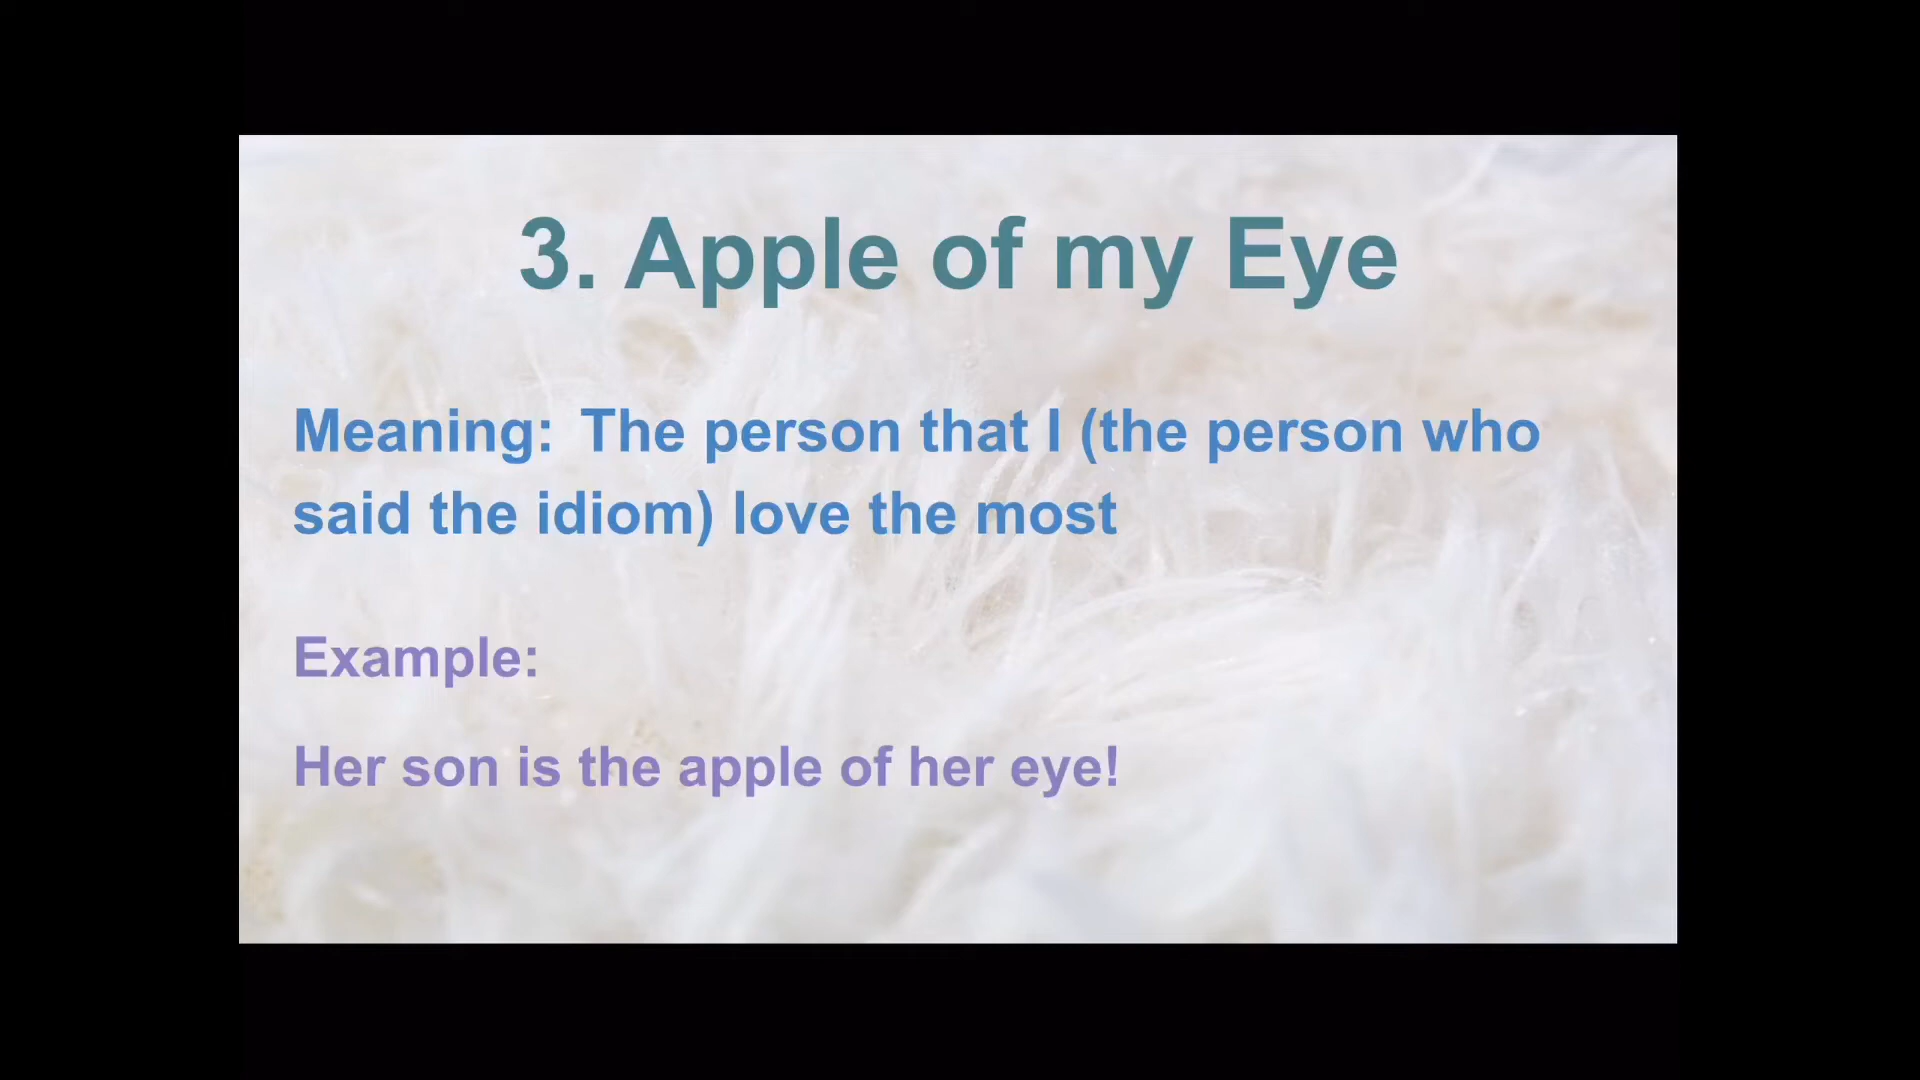 3. Apple of my Eye
Meaning: The person that I (the person who
said the idiom) love the most
Example:
Her son is the apple of her eye!